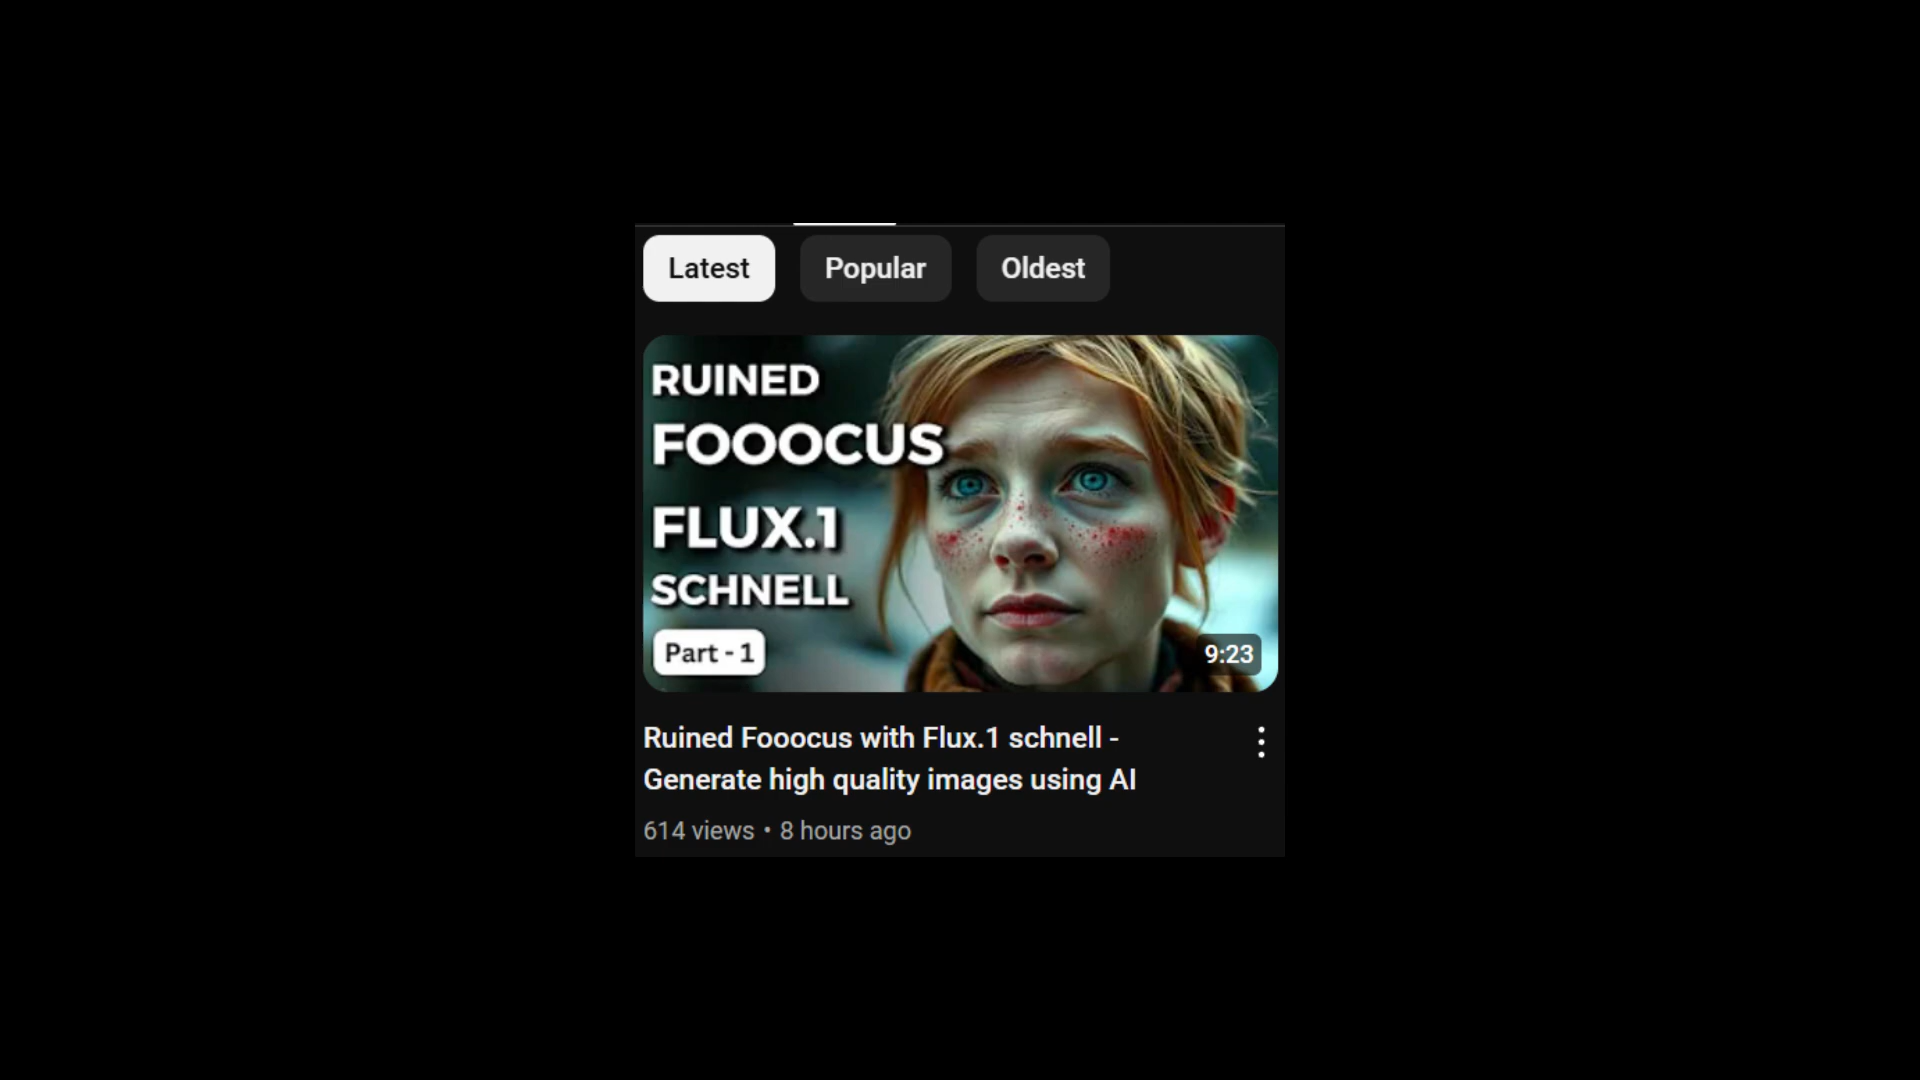 Latest
Popular
Oldest
RUINED
FOOOCUS
FLUX.1
SCHNELL
Part - 1
9:23
Ruined Fooocus with Flux.1 schnell -
Generate high quality images using AI
614 views • 8 hours ago